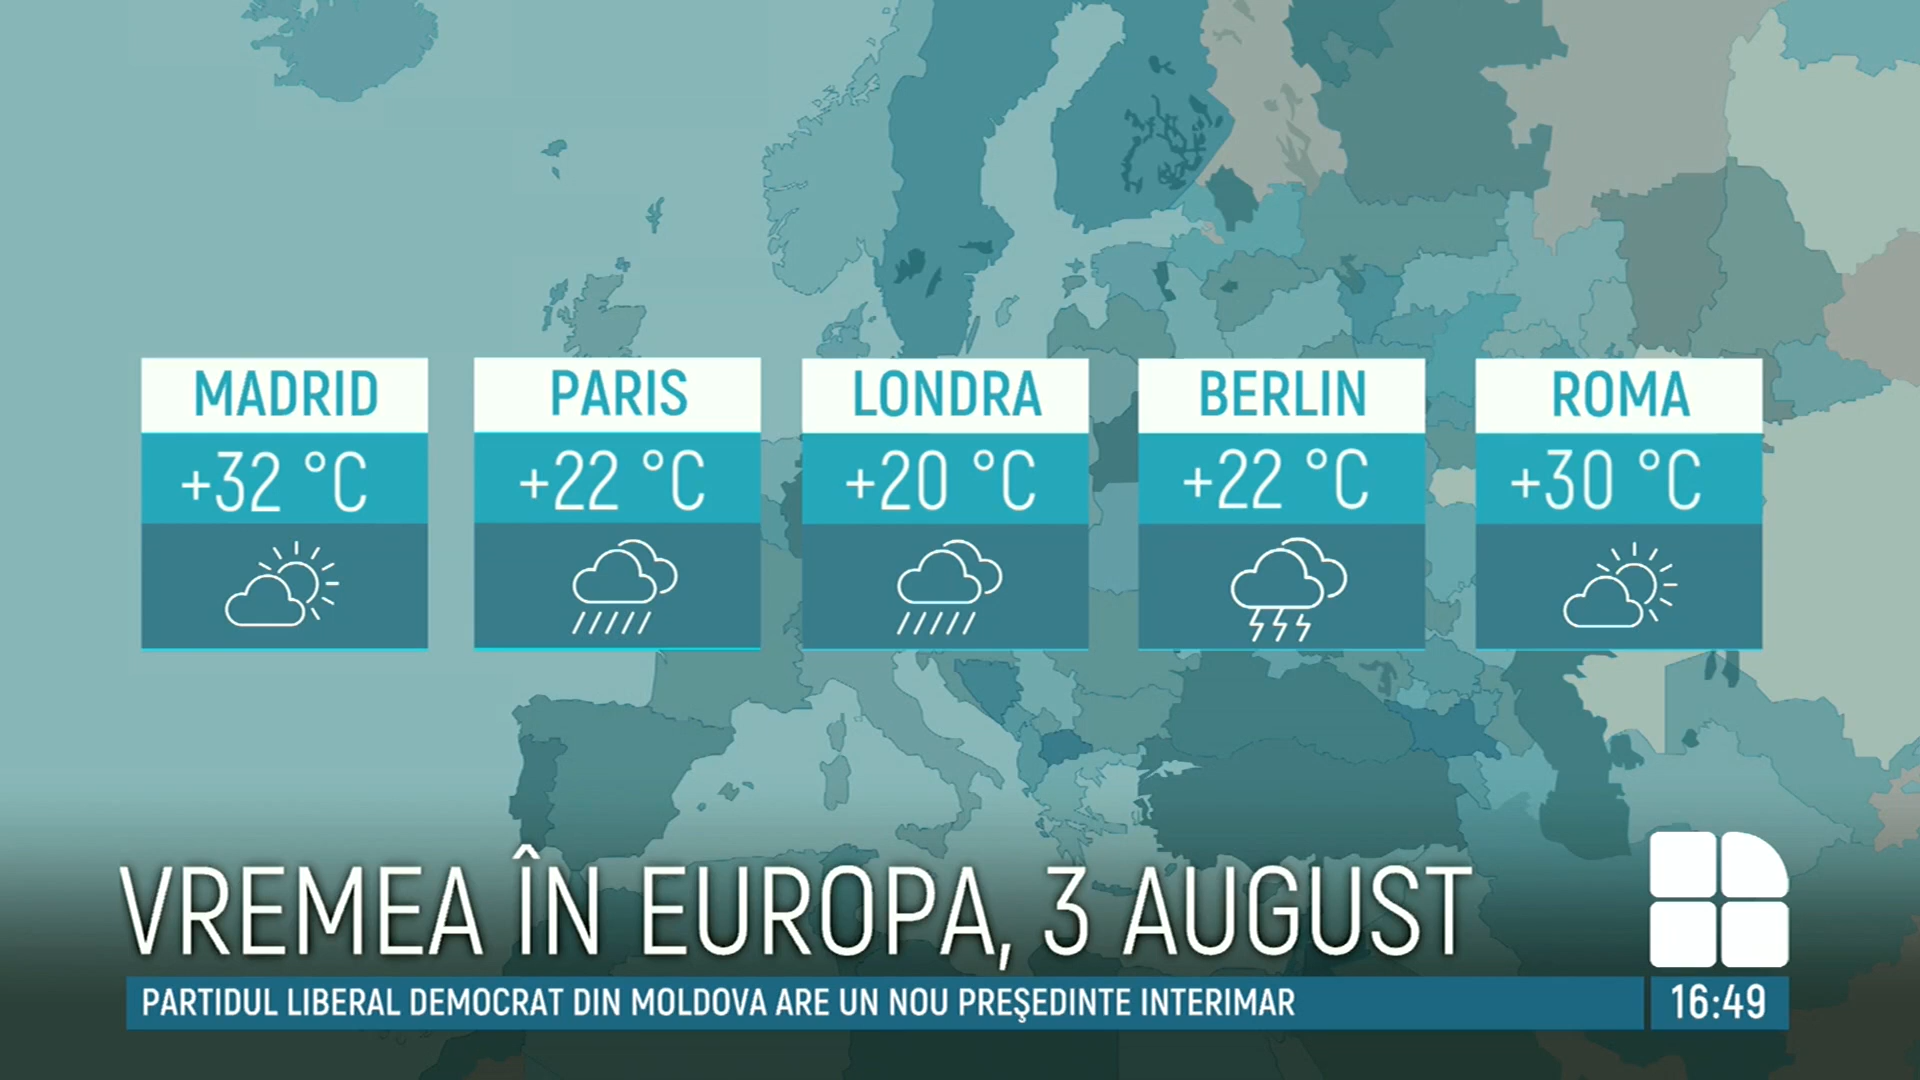 MADRID
+32 °C
PARIS
+22 °C
LONDRA
+20 °C
BERLIN
+22 °C
ROMA
+30 °C
VREMEA ÎN EUROPA, 3 AUGUST
PARTIDUL LIBERAL DEMOCRAT DIN MOLDOVA ARE UN NOU PREŞEDINTE INTERIMAR
16:49